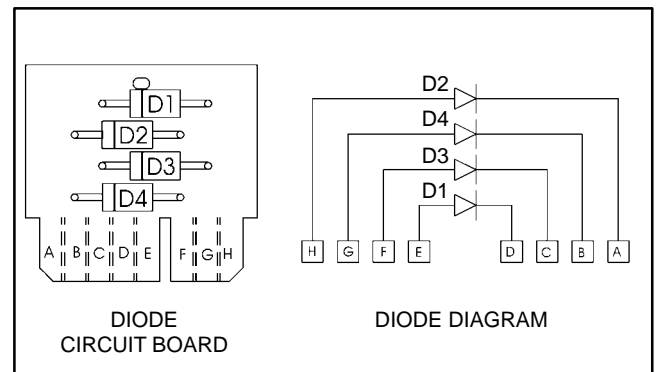 D1
D2
D3
D4
A B C D E F G H
DIODE
CIRCUIT BOARD
D2
D4
D3
D1
H G F E D C B A
DIODE DIAGRAM